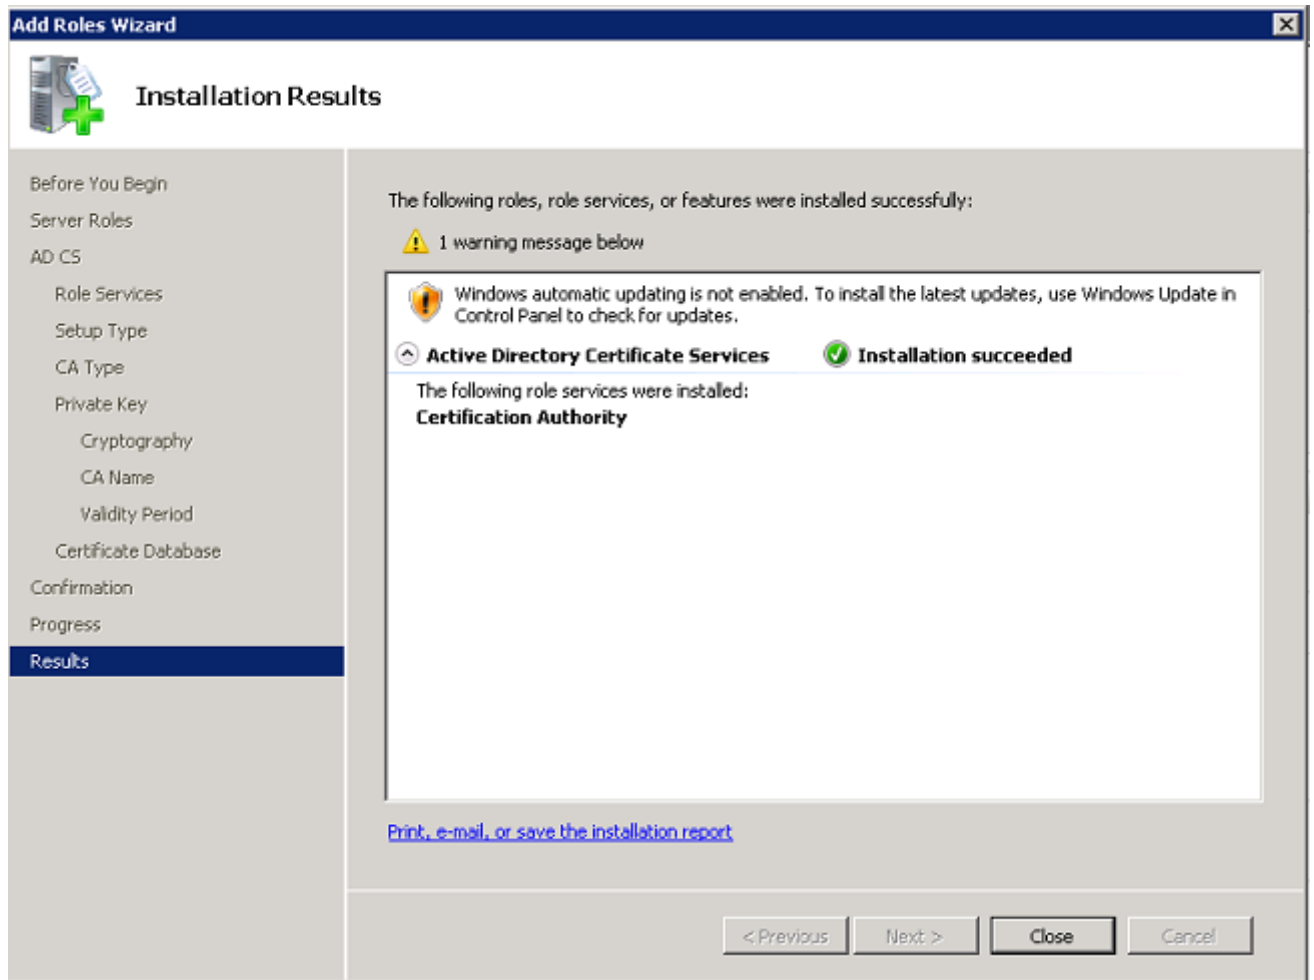 Add Roles Wizard
Installation Results
Before You Begin
Server Roles
AD CS
Role Services
Setup Type
CA Type
Private Key
Cryptography
CA Name
Validity Period
Certificate Database
Confirmation
Progress
Results
The following roles, role services, or features were installed successfully:
1 warning message below
Windows automatic updating is not enabled. To install the latest updates, use Windows Update in
Control Panel to check for updates.
Active Directory Certificate Services Installation succeeded
The following role services were installed:
Certification Authority
Print, e-mail, or save the installation report
< Previous Next > Close Cancel